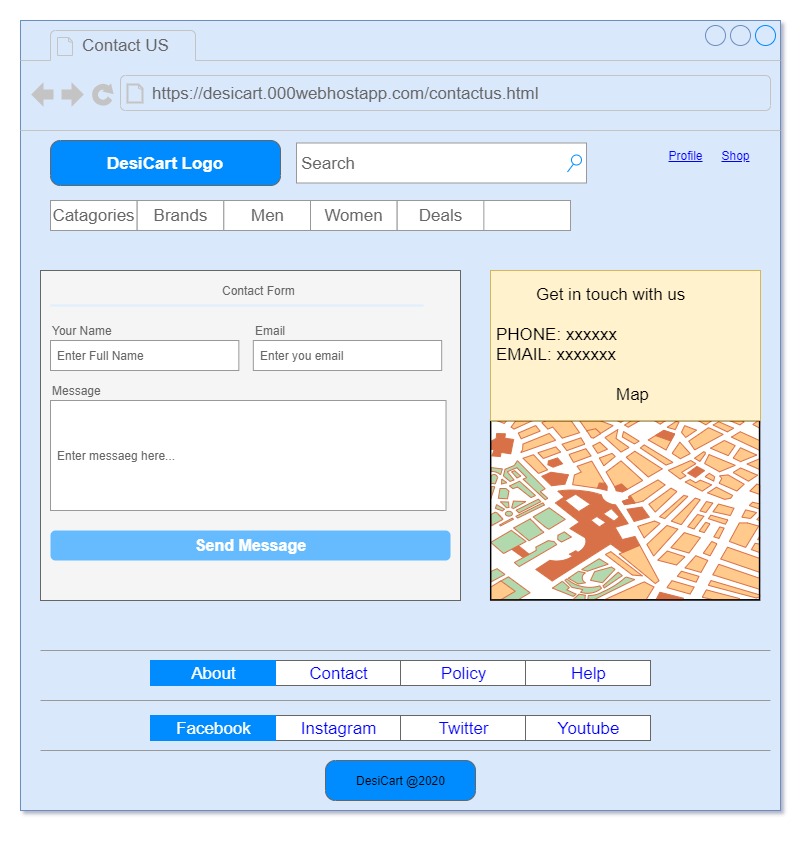 Contact US
https://desicart.000webhostapp.com/contactus.html
DesiCart Logo
Search
Profile Shop
Catagories Brands Men Women Deals
Contact Form
Your Name Email
Enter Full Name Enter you email
Message
Enter messaeg here...
Send Message
Get in touch with us
PHONE: xxxxxx
EMAIL: xxxxxxx
Map
About Contact Policy Help
Facebook Instagram Twitter Youtube
DesiCart @2020